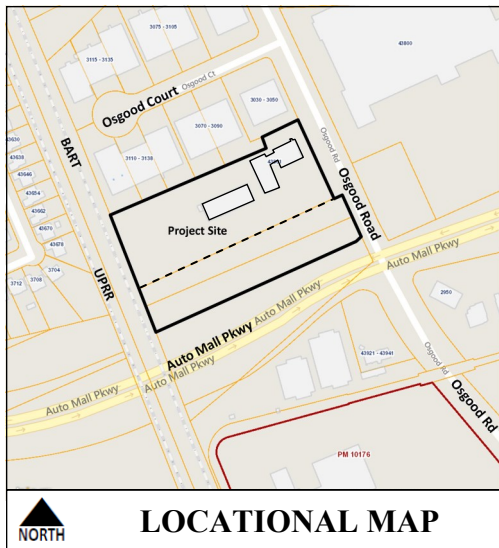 3075 - 3105
3115 - 3135
43800
Osgood Court
Osgood Ct
3030 - 3050
BART
3070 - 3090
Osgood Rd
43630
43638
3110 - 3138
43646
43654
43662
Osgood Road
43670
Project Site
43678
3704
3708
3712
UPRR
Auto Mall Pkwy
Auto Mall Pkwy
Auto Mall Pkwy
2950
Auto Mall Pkwy
Auto Mall Pkwy
43921 - 43941
Osgood Rd
Osgood Rd
PM 10176
NORTH
LOCATIONAL MAP